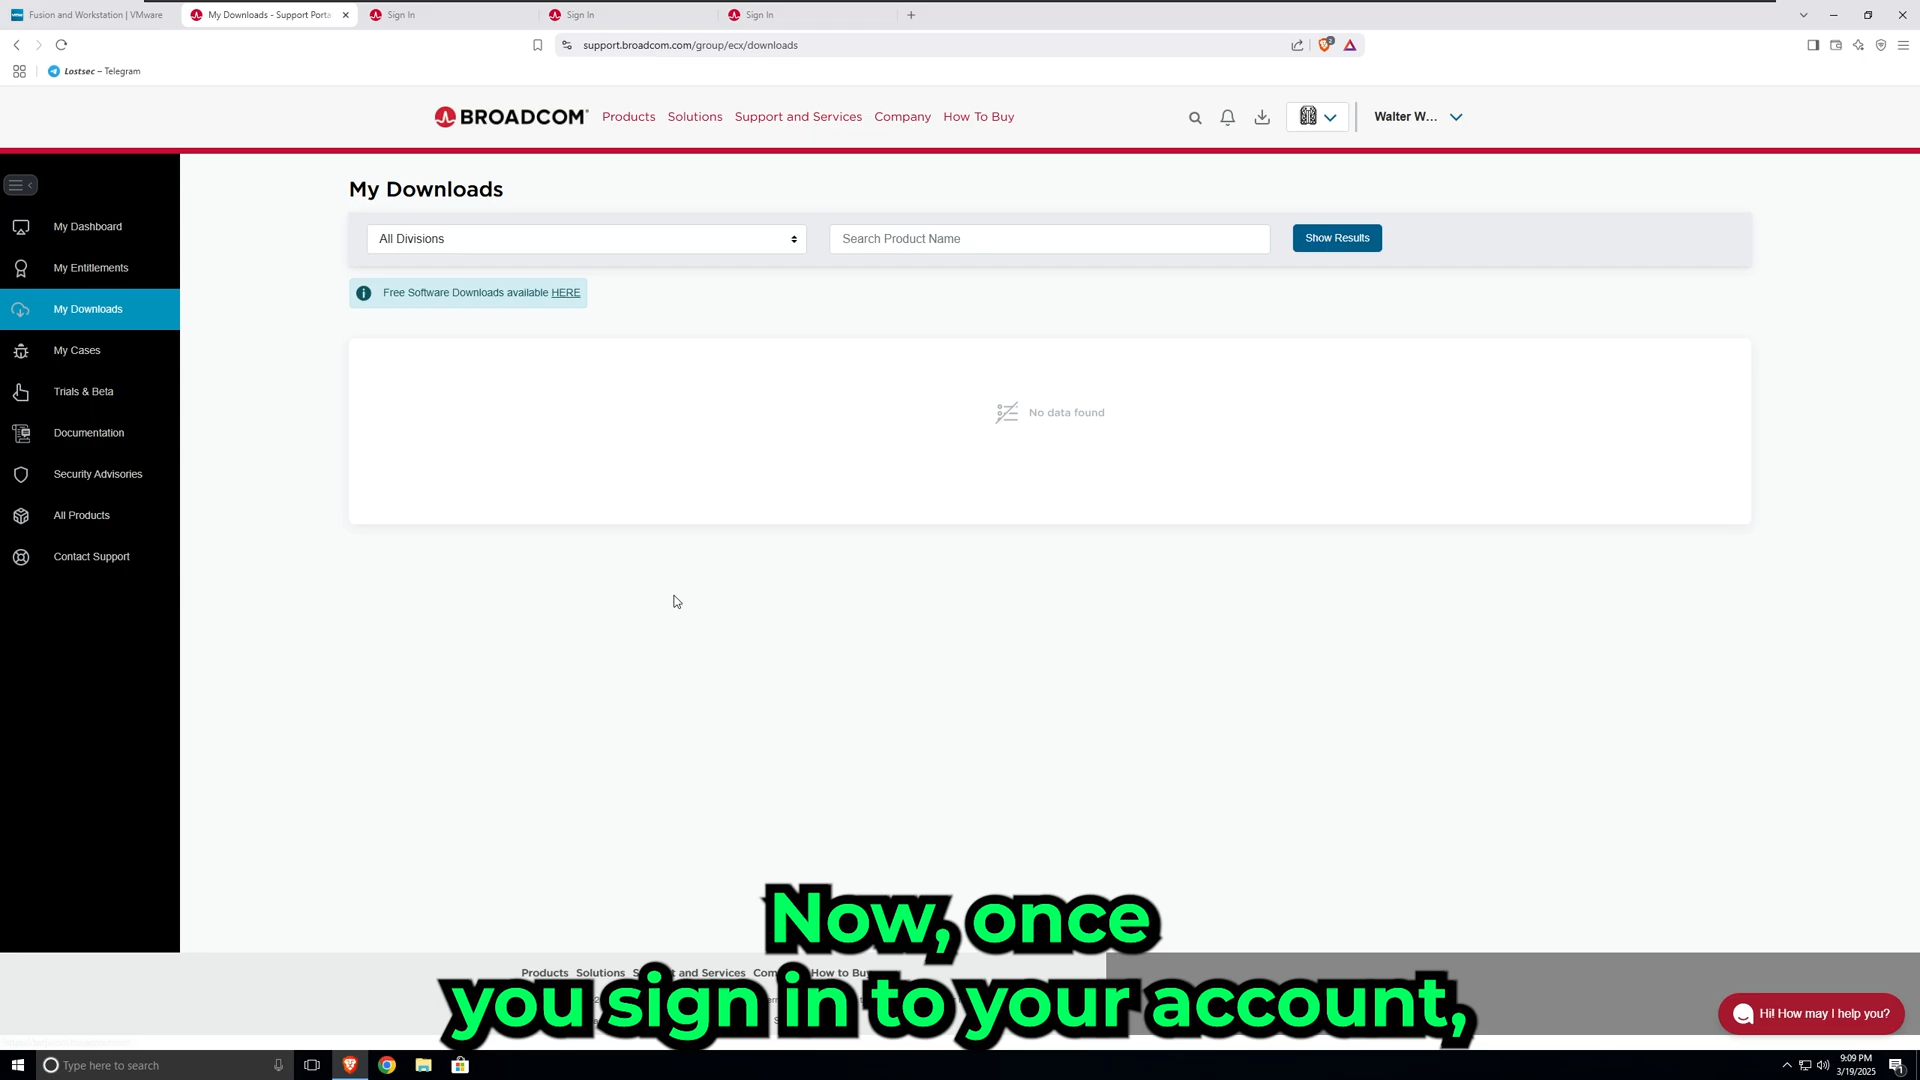 Fusion and Workstation | VMware
My Downloads - Support Porta
Sign In
Sign In
Sign In
support.broadcom.com/group/ecx/downloads
2
Lostsec – Telegram
BROADCOM
Products
Solutions
Support and Services
Company
How To Buy
Walter W...
My Downloads
All Divisions
Search Product Name
Show Results
Free Software Downloads available HERE
No data found
My Dashboard
My Entitlements
My Downloads
My Cases
Trials & Beta
Documentation
Security Advisories
All Products
Contact Support
Now, once
you sign in to your account,
Products Solutions and Services How to Buy
Hi! How may I help you?
Type here to search
9:09 PM
3/19/2025
1